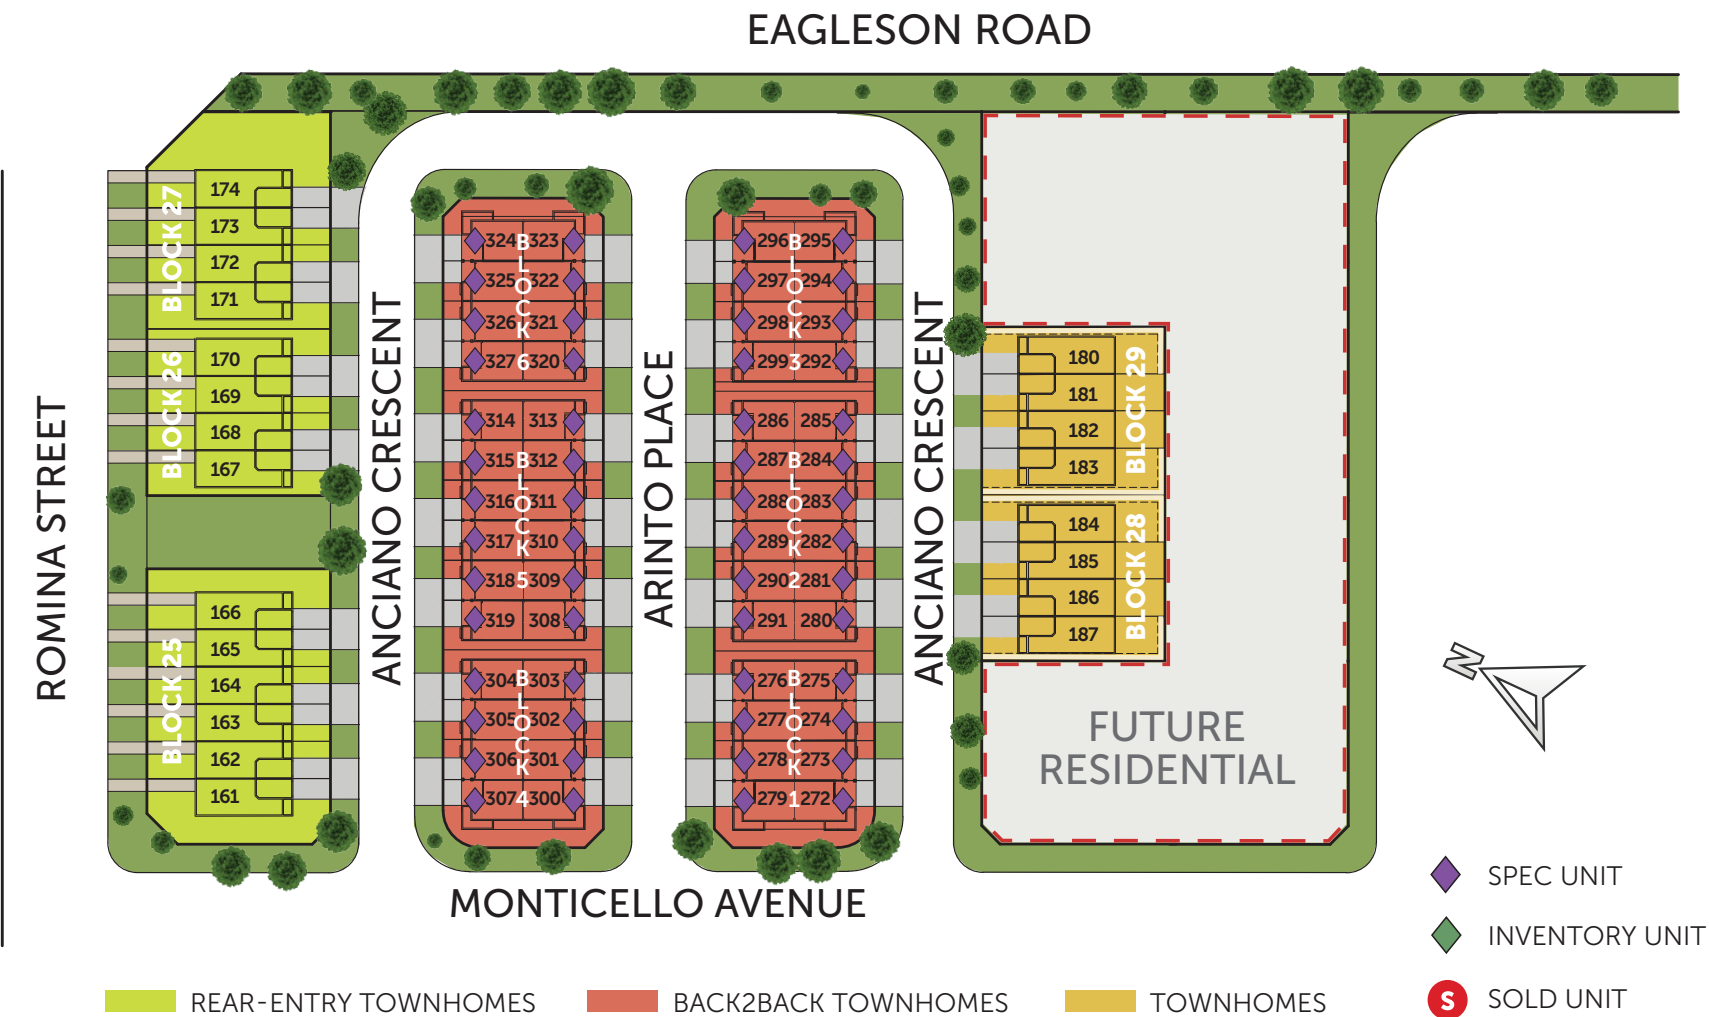 EAGLESON ROAD
ROMINA STREET
BLOCK 27
174
173
172
171
BLOCK 26
170
169
168
167
BLOCK 25
166
165
164
163
162
161
ANCIANO CRESCENT
BLOCK 6
324 323
325 322
326 321
327 320
BLOCK 5
314 313
315 312
316 311
317 310
318 309
319 308
BLOCK 4
304 303
305 302
306 301
307 300
ARINTO PLACE
BLOCK 3
296 295
297 294
298 293
299 292
BLOCK 2
286 285
287 284
288 283
289 282
290 281
291 280
BLOCK 1
276 275
277 274
278 273
279 272
ANCIANO CRESCENT
180
181
182
183
BLOCK 29
184
185
186
187
BLOCK 28
FUTURE
RESIDENTIAL
N
MONTICELLO AVENUE
SPEC UNIT
INVENTORY UNIT
S SOLD UNIT
REAR-ENTRY TOWNHOMES
BACK2BACK TOWNHOMES
TOWNHOMES